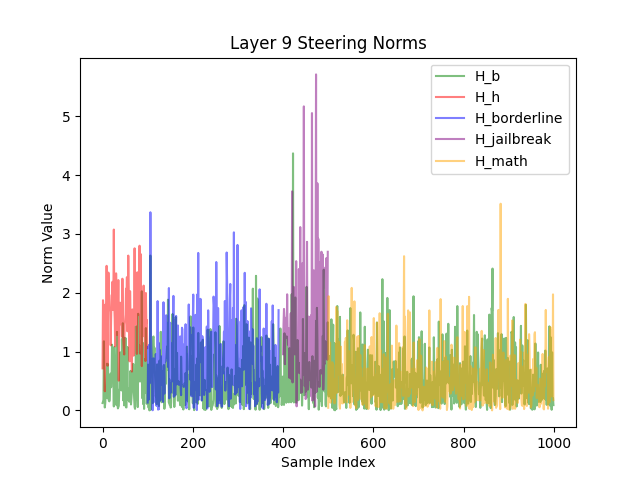 Layer 9 Steering Norms
H_b
H_h
H_borderline
H_jailbreak
H_math
Norm Value
5
4
3
2
1
0
0 200 400 600 800 1000
Sample Index